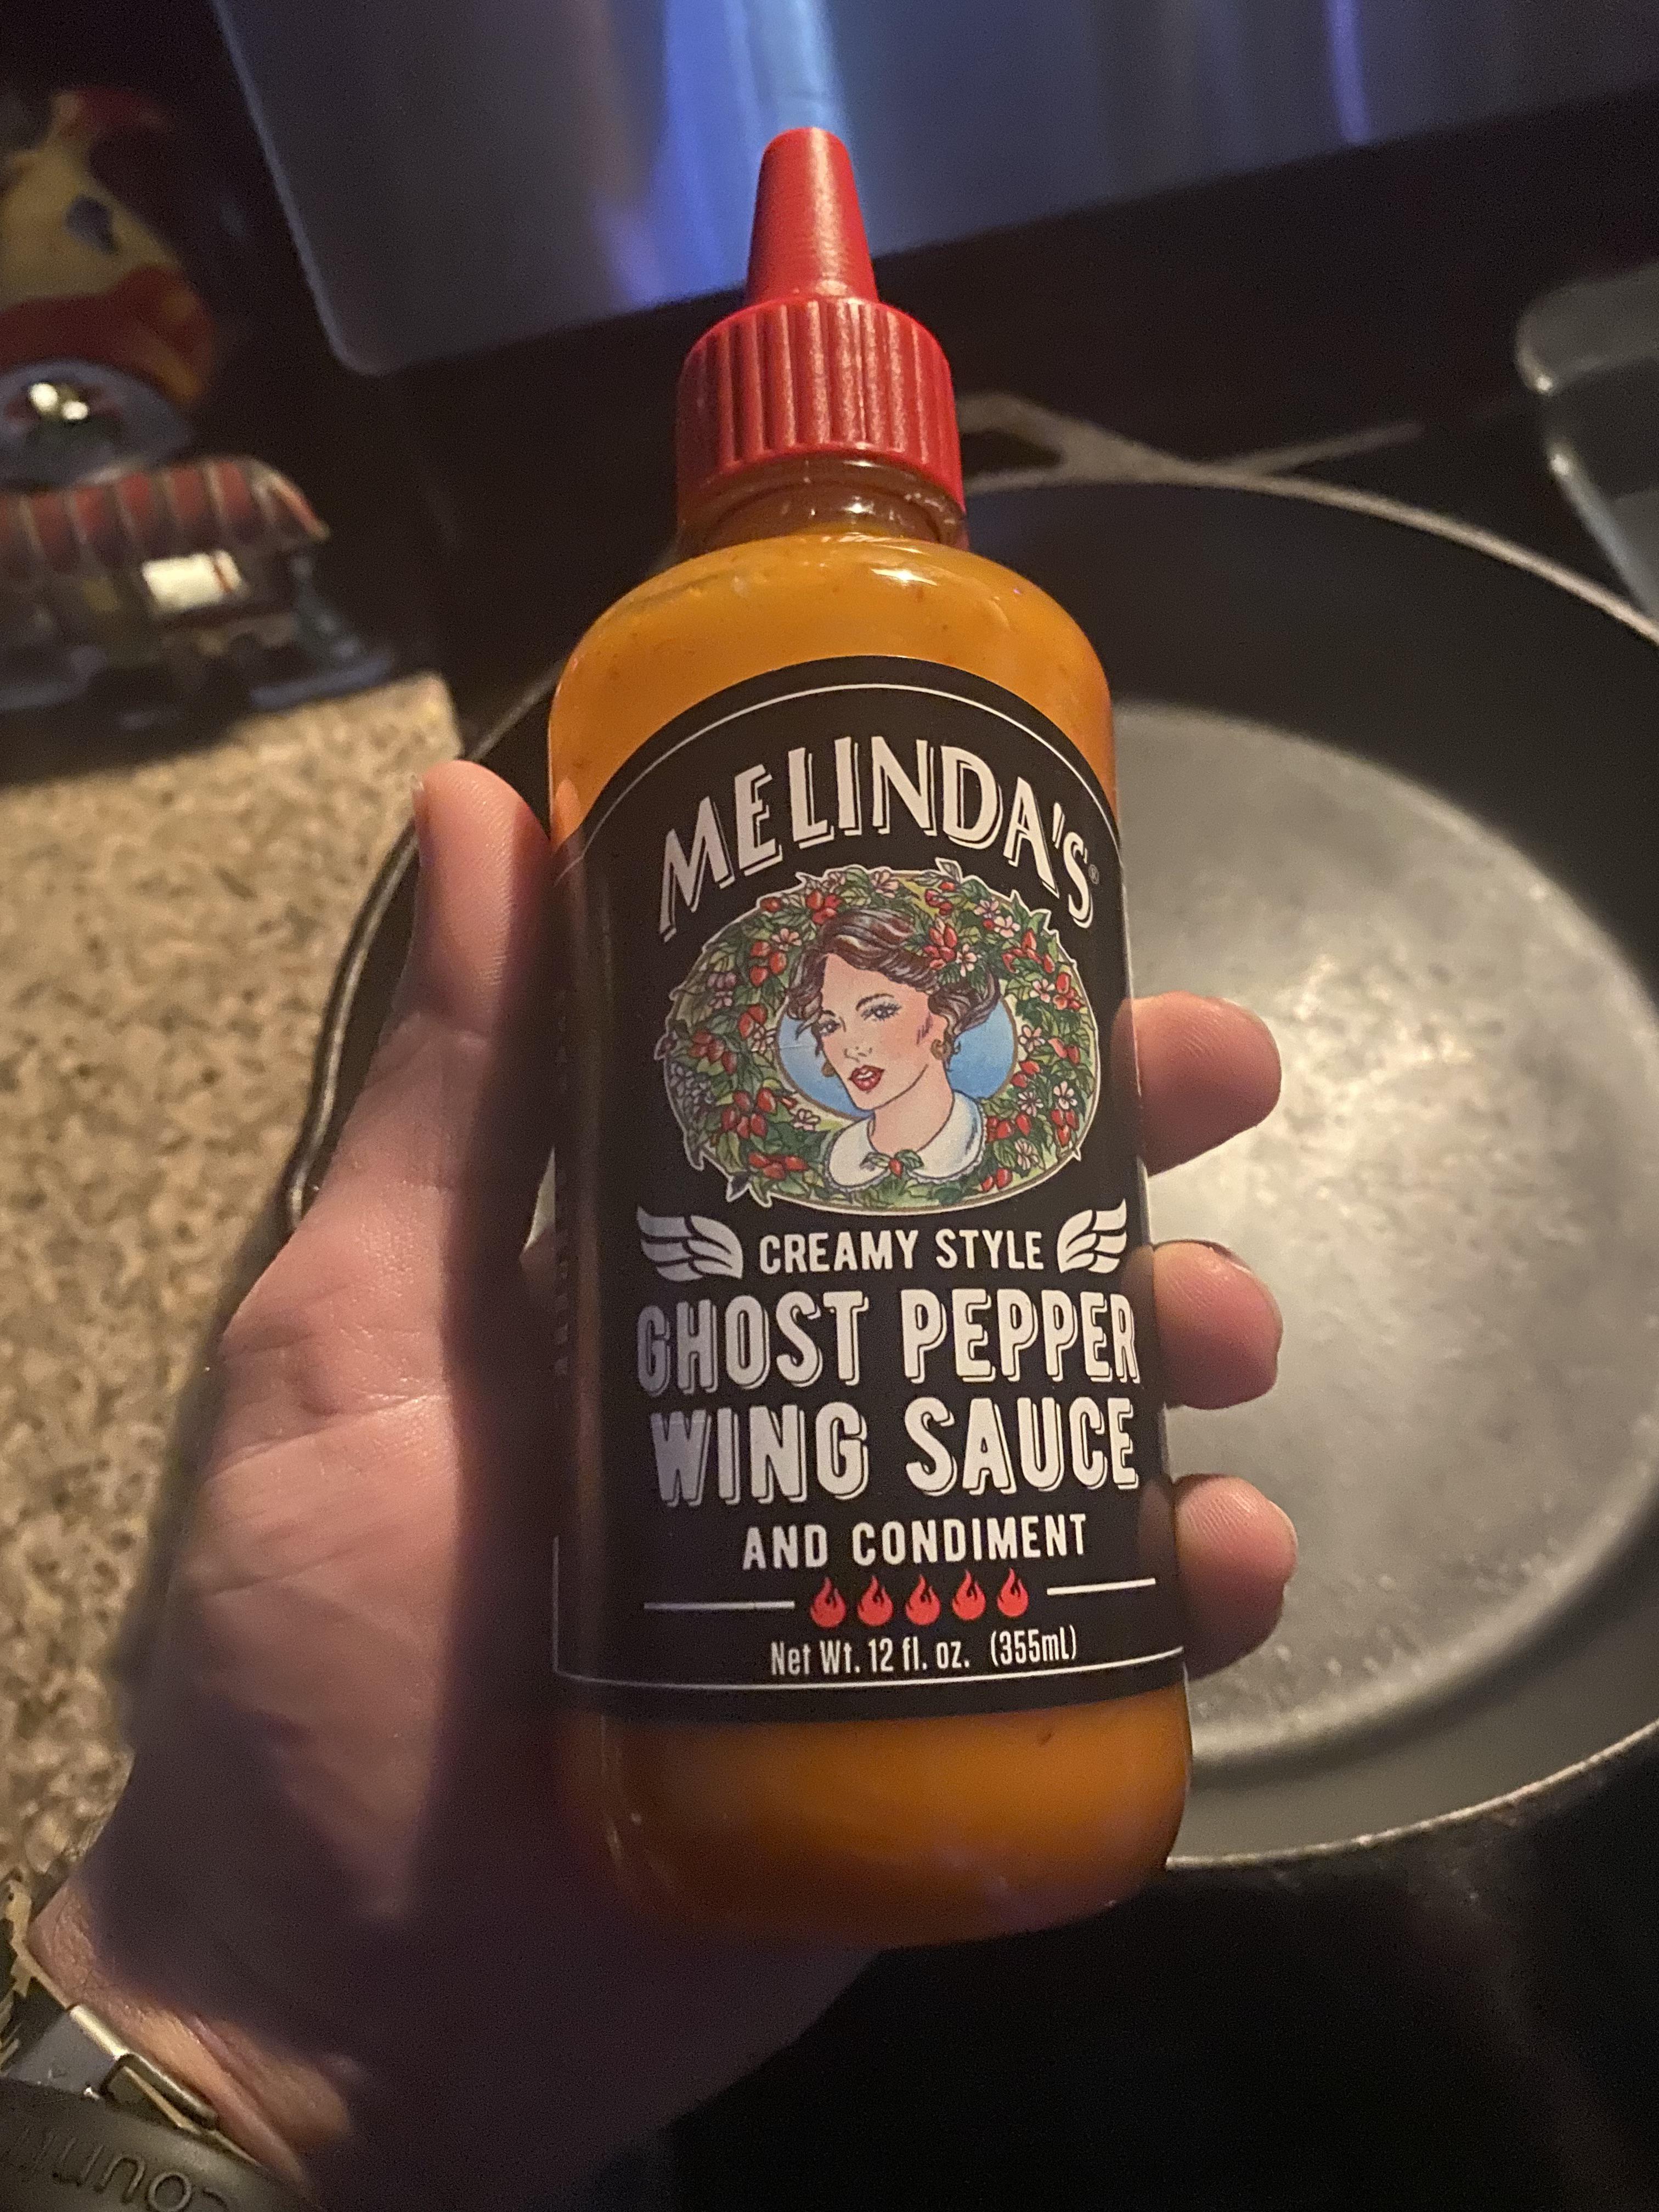 MELINDA'S®
CREAMY STYLE
GHOST PEPPER
WING SAUCE
AND CONDIMENT
Net Wt. 12 fl. oz. (355mL)